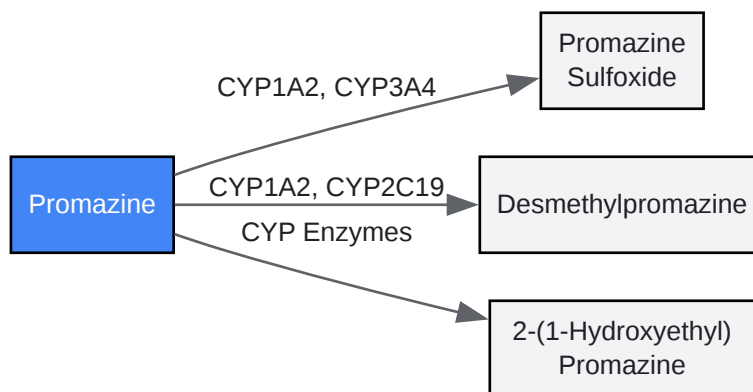 Promazine
Sulfoxide
CYP1A2, CYP3A4
Promazine
CYP1A2, CYP2C19
Desmethylpromazine
CYP Enzymes
2-(1-Hydroxyethyl)
Promazine